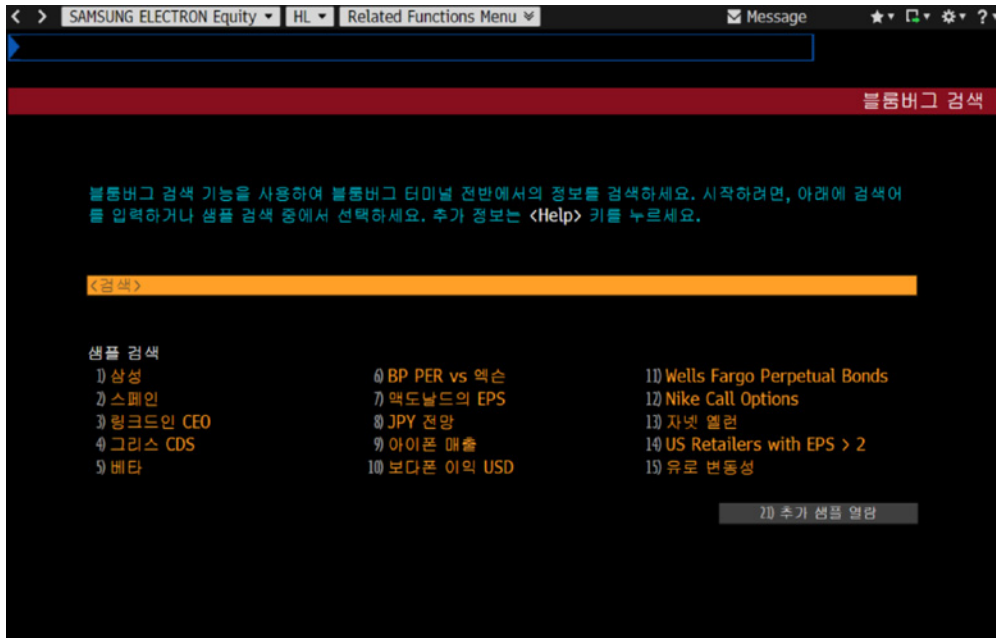 < > SAMSUNG ELECTRON Equity HL Related Functions Menu Message ?
블룸버그 검색
블룸버그 검색 기능을 사용하여 블룸버그 터미널 전반에서의 정보를 검색하세요. 시작하려면, 아래에 검색어
를 입력하거나 샘플 검색 중에서 선택하세요. 추가 정보는 <Help> 키를 누르세요.
<검색>
샘플 검색
1) 삼성
2) 스페인
3) 링크드인 CEO
4) 그리스 CDS
5) 베타
6) BP PER vs 엑슨
7) 맥도날드의 EPS
8) JPY 전망
9) 아이폰 매출
10) 보다폰 이익 USD
11) Wells Fargo Perpetual Bonds
12) Nike Call Options
13) 자넷 옐런
14) US Retailers with EPS > 2
15) 유로 변동성
21) 추가 샘플 열람